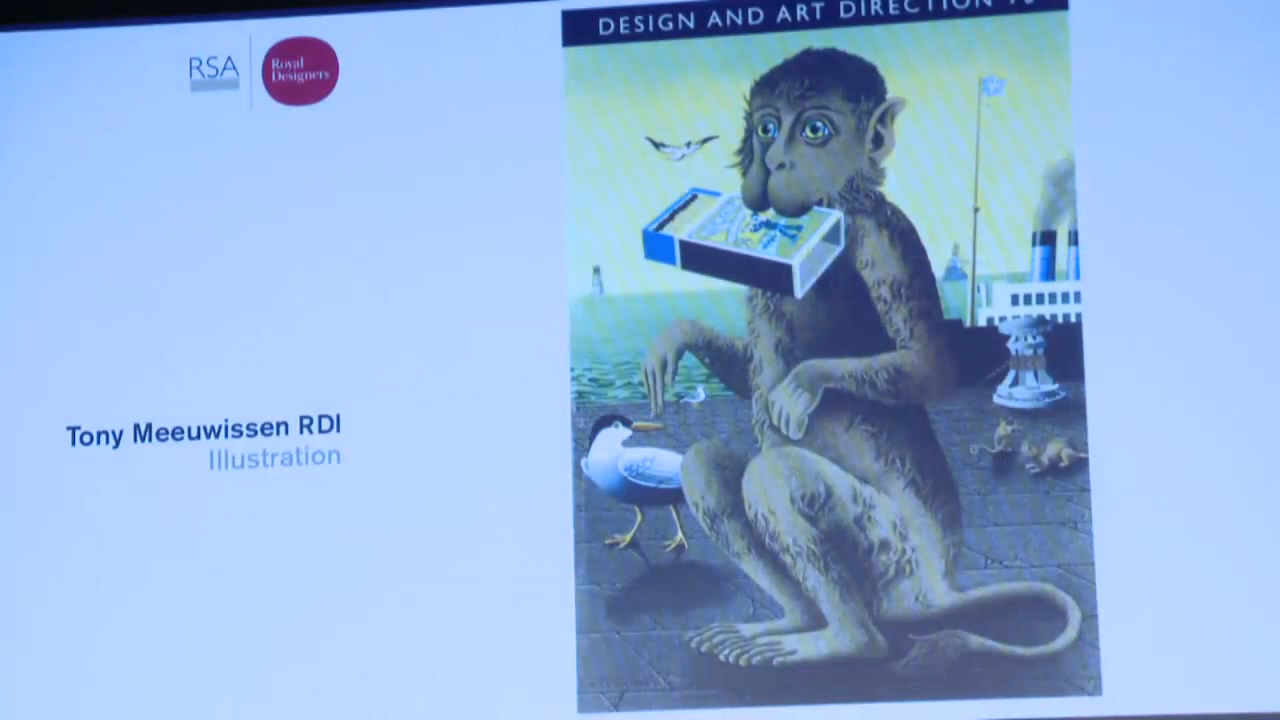 RSA
Royal
Designers
DESIGN AND ART DIRECTION
Tony Meeuwissen RDI
Illustration